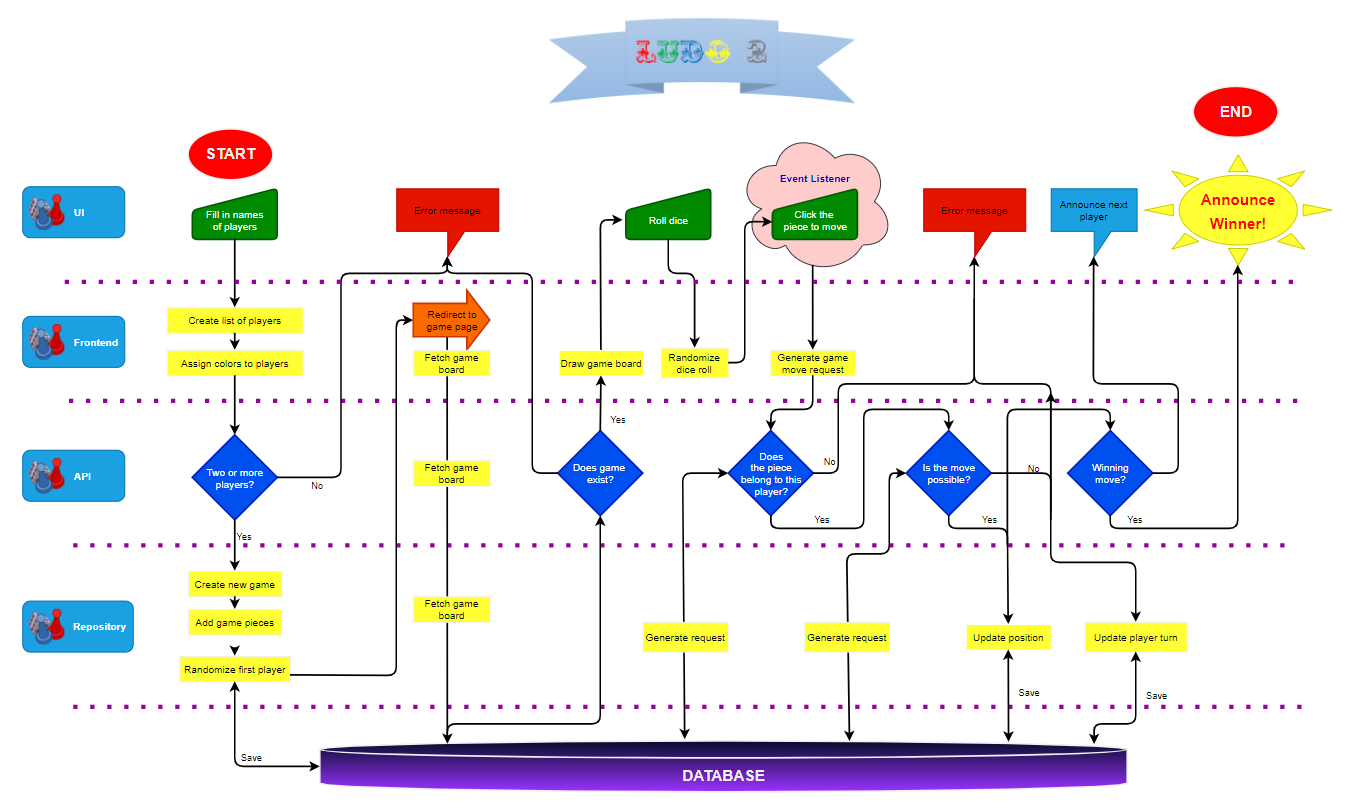 LUDO 2
END
START
UI
Fill in names
of players
Error message
Roll dice
Event Listener
Click the
piece to move
Error message
Announce next
player
Announce
Winner!
Frontend
Create list of players
Assign colors to players
Redirect to
game page
Fetch game
board
Draw game board
Randomize
dice roll
Generate game
move request
API
Two or more
players?
No
Yes
Fetch game
board
Does game
exist?
Yes
Does
the piece
belong to this
player?
No
Yes
Is the move
possible?
No
Yes
Winning
move?
Yes
Repository
Create new game
Add game pieces
Randomize first player
Fetch game
board
Generate request
Generate request
Update position
Update player turn
Save
Save
Save
DATABASE